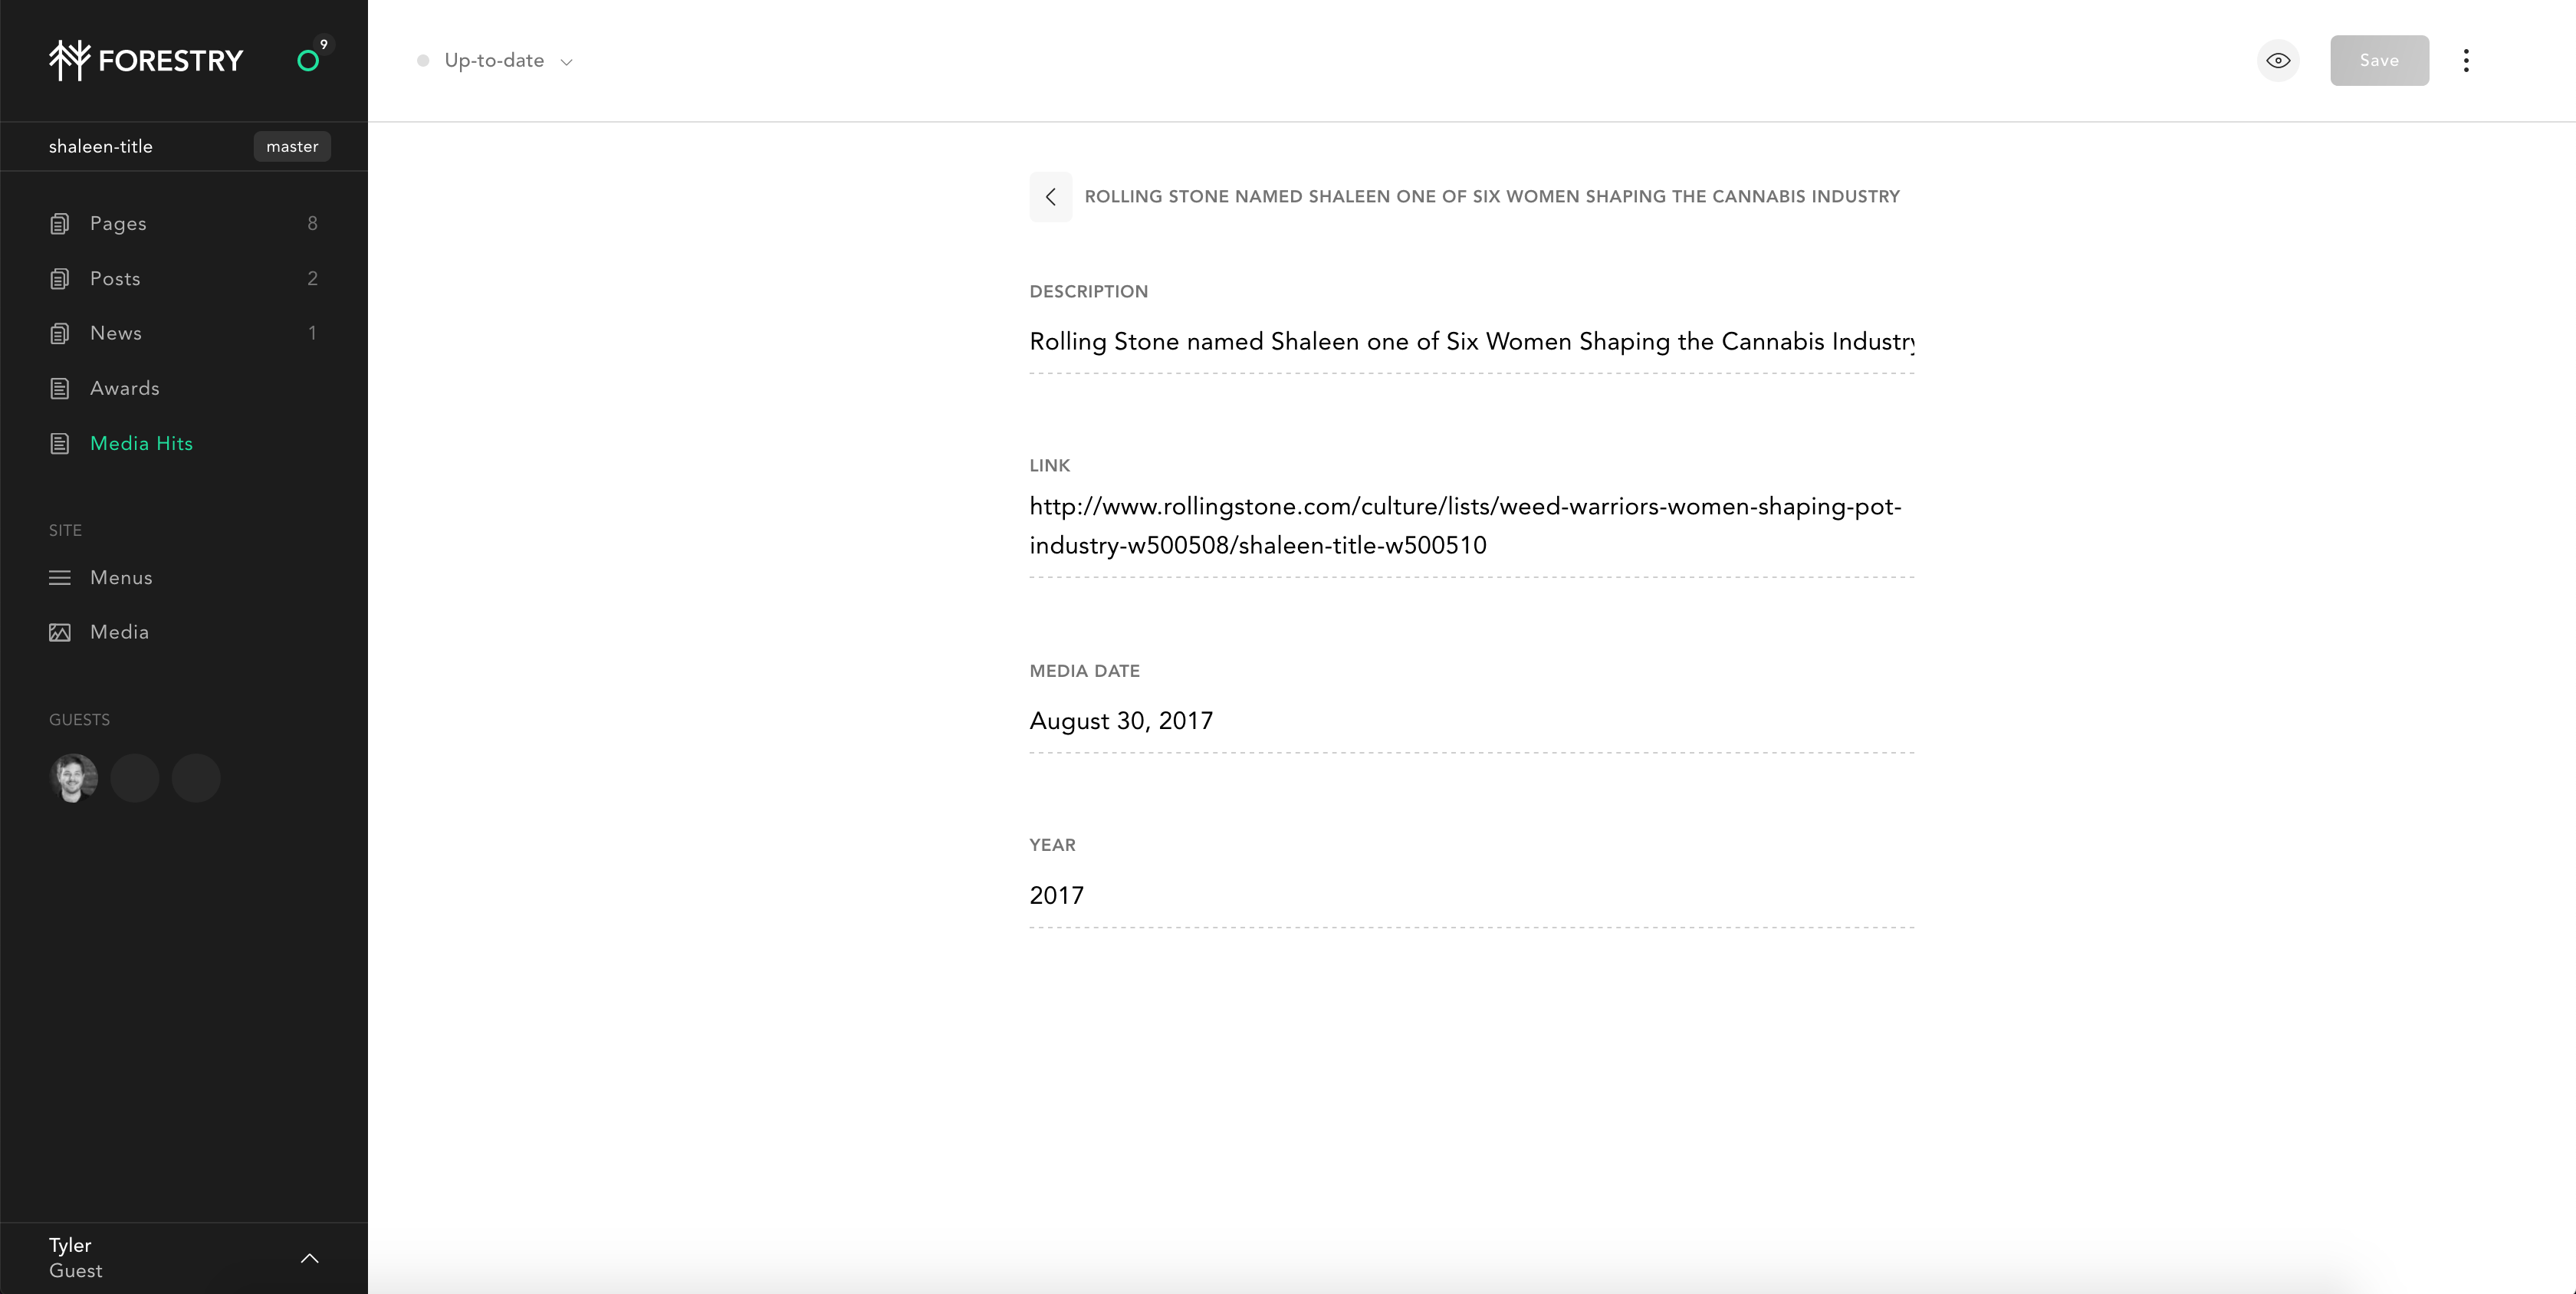 FORESTRY
9
shaleen-title
master
Pages
8
Posts
2
News
1
Awards
Media Hits
SITE
Menus
Media
GUESTS
Tyler
Guest
Up-to-date
Save
ROLLING STONE NAMED SHALEEN ONE OF SIX WOMEN SHAPING THE CANNABIS INDUSTRY
DESCRIPTION
Rolling Stone named Shaleen one of Six Women Shaping the Cannabis Industry
LINK
http://www.rollingstone.com/culture/lists/weed-warriors-women-shaping-pot-
industry-w500508/shaleen-title-w500510
MEDIA DATE
August 30, 2017
YEAR
2017